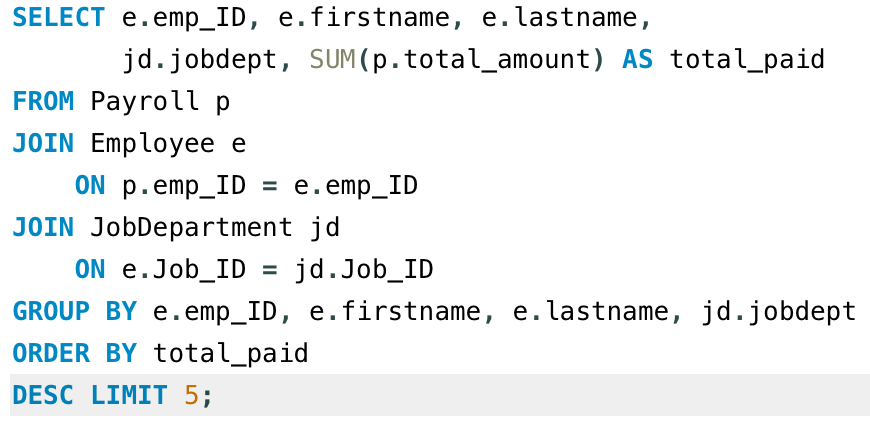 SELECT e.emp_ID, e.firstname, e.lastname,
       jd.jobdept, SUM(p.total_amount) AS total_paid
FROM Payroll p
JOIN Employee e
    ON p.emp_ID = e.emp_ID
JOIN JobDepartment jd
    ON e.Job_ID = jd.Job_ID
GROUP BY e.emp_ID, e.firstname, e.lastname, jd.jobdept
ORDER BY total_paid
DESC LIMIT 5;